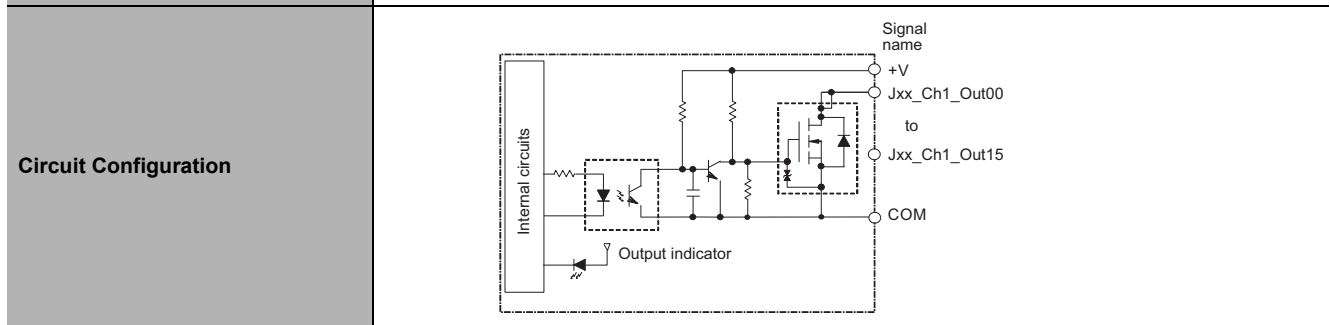 Circuit Configuration
Signal
name
+V
Jxx_Ch1_Out00
to
Jxx_Ch1_Out15
COM
Internal circuits
Output indicator